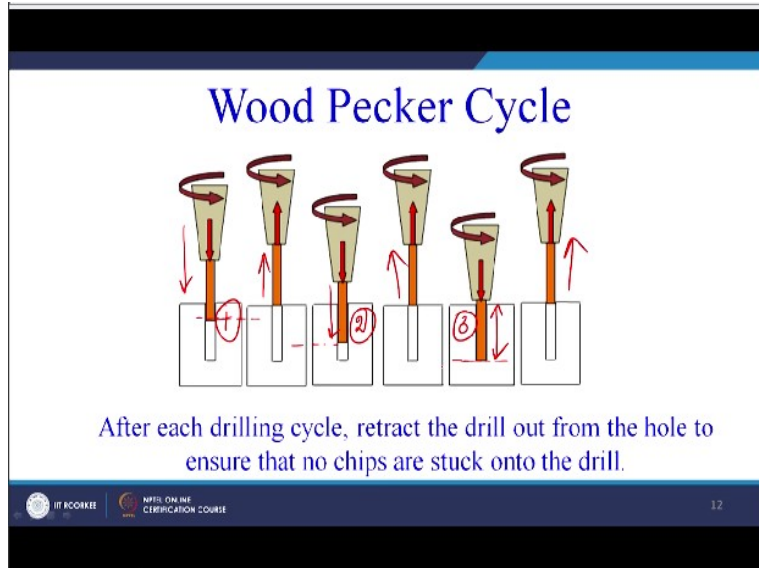 Wood Pecker Cycle
1
2
3
After each drilling cycle, retract the drill out from the hole to
ensure that no chips are stuck onto the drill.
IIT ROORKEE
NPTEL ONLINE
CERTIFICATION COURSE
12